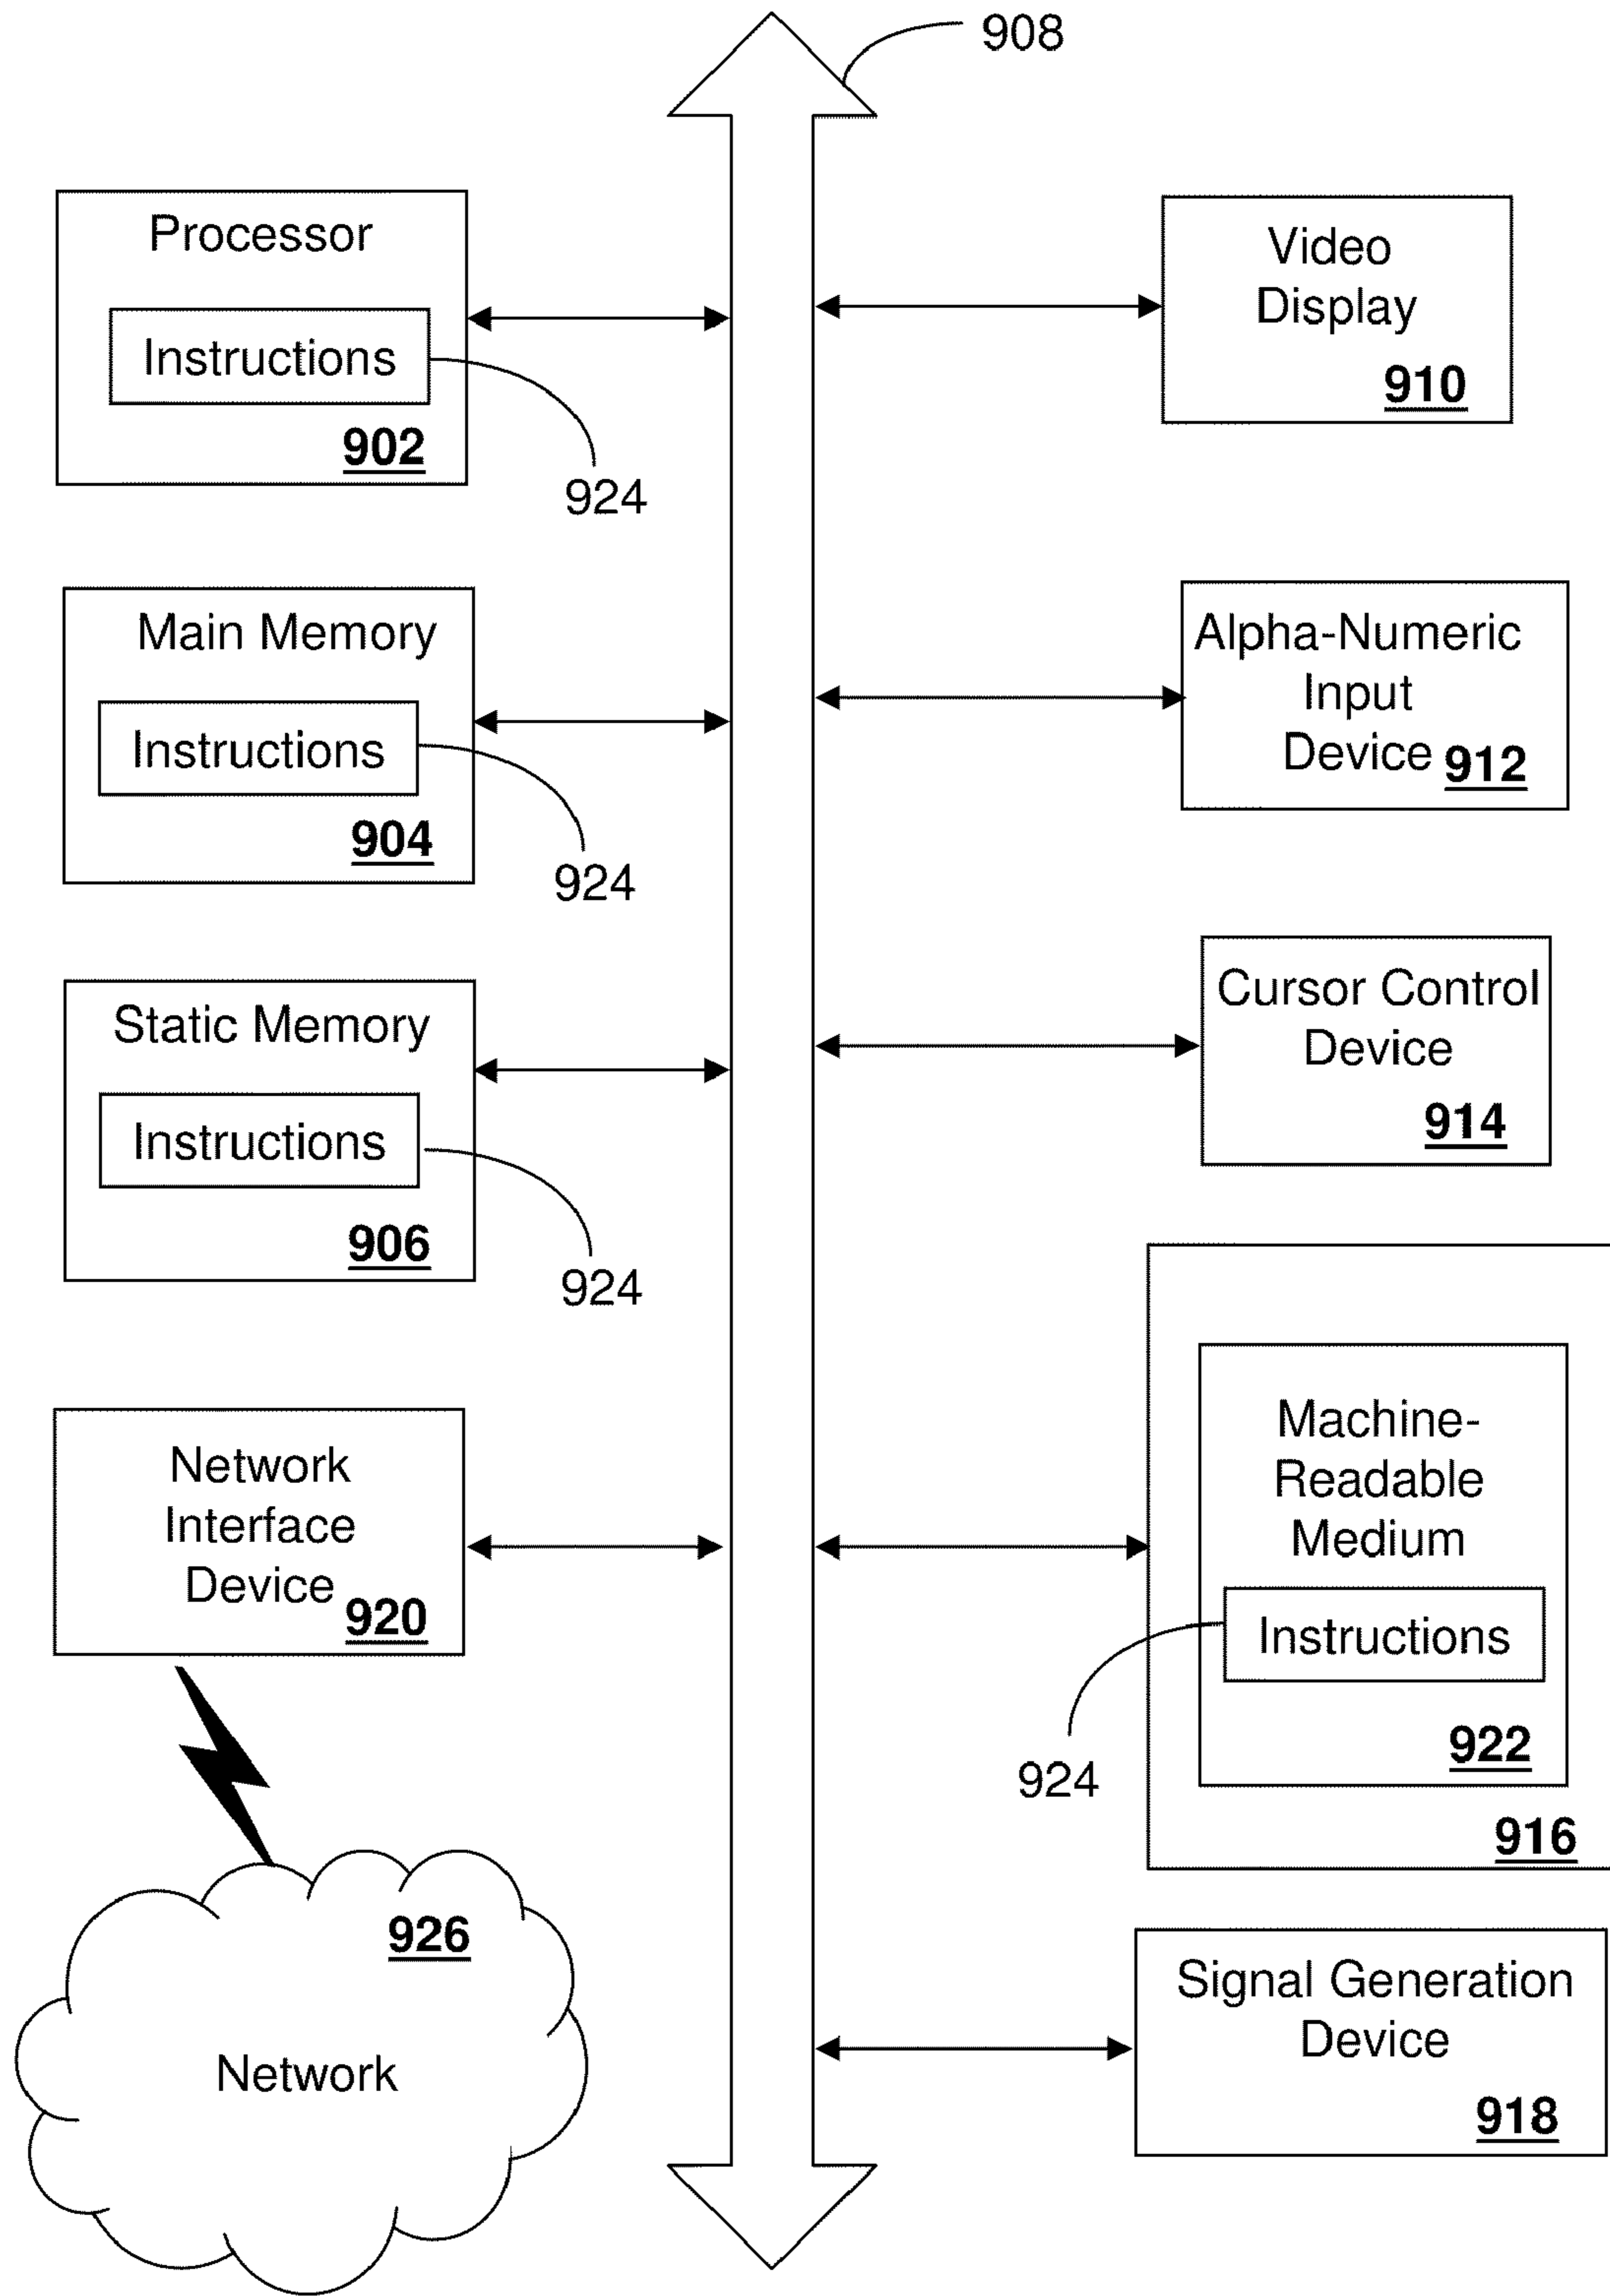 908
Processor
Instructions
902
924
Main Memory
Instructions
904
924
Static Memory
Instructions
906
924
Network
Interface
Device
920
926
Network
Video
Display
910
Alpha-Numeric
Input
Device
912
Cursor Control
Device
914
Machine-
Readable
Medium
Instructions
924
922
916
Signal Generation
Device
918